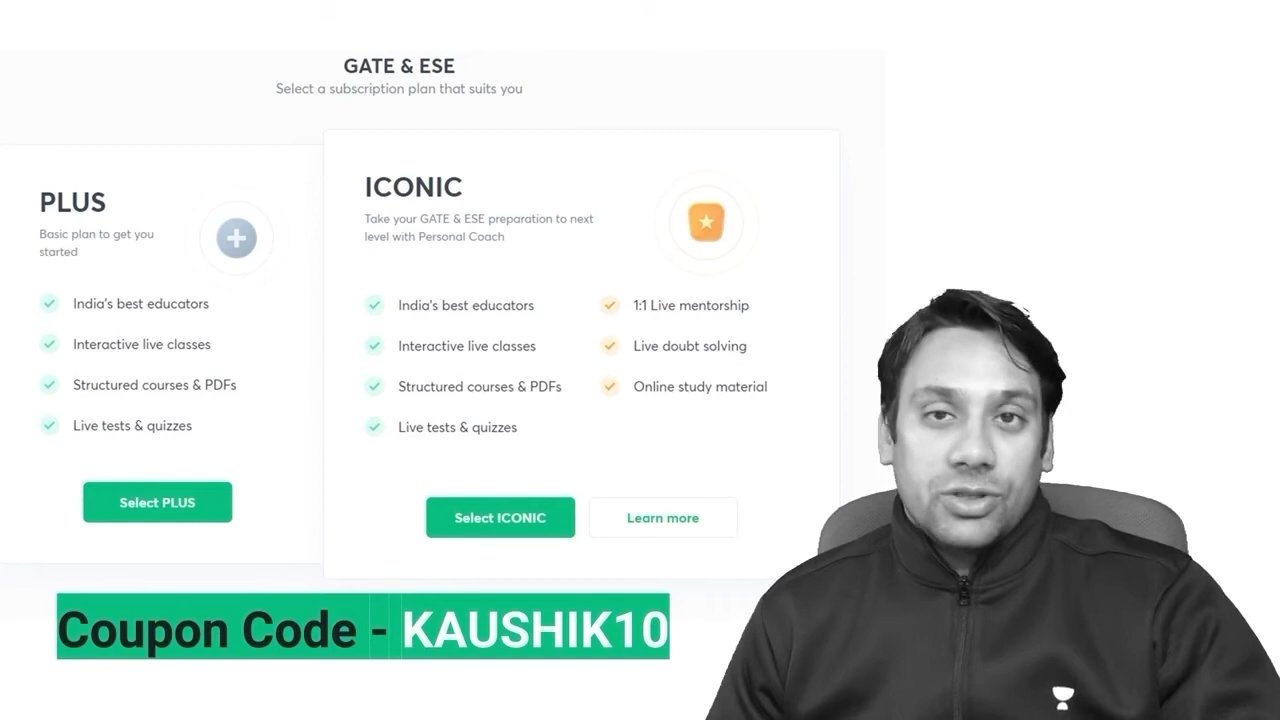 GATE & ESE
Select a subscription plan that suits you
PLUS
Basic plan to get you
started
India's best educators
Interactive live classes
Structured courses & PDFs
Live tests & quizzes
Select PLUS
ICONIC
Take your GATE & ESE preparation to next
level with Personal Coach
India's best educators
Interactive live classes
Structured courses & PDFs
Live tests & quizzes
1:1 Live mentorship
Live doubt solving
Online study material
Select ICONIC
Learn more
Coupon Code - KAUSHIK10